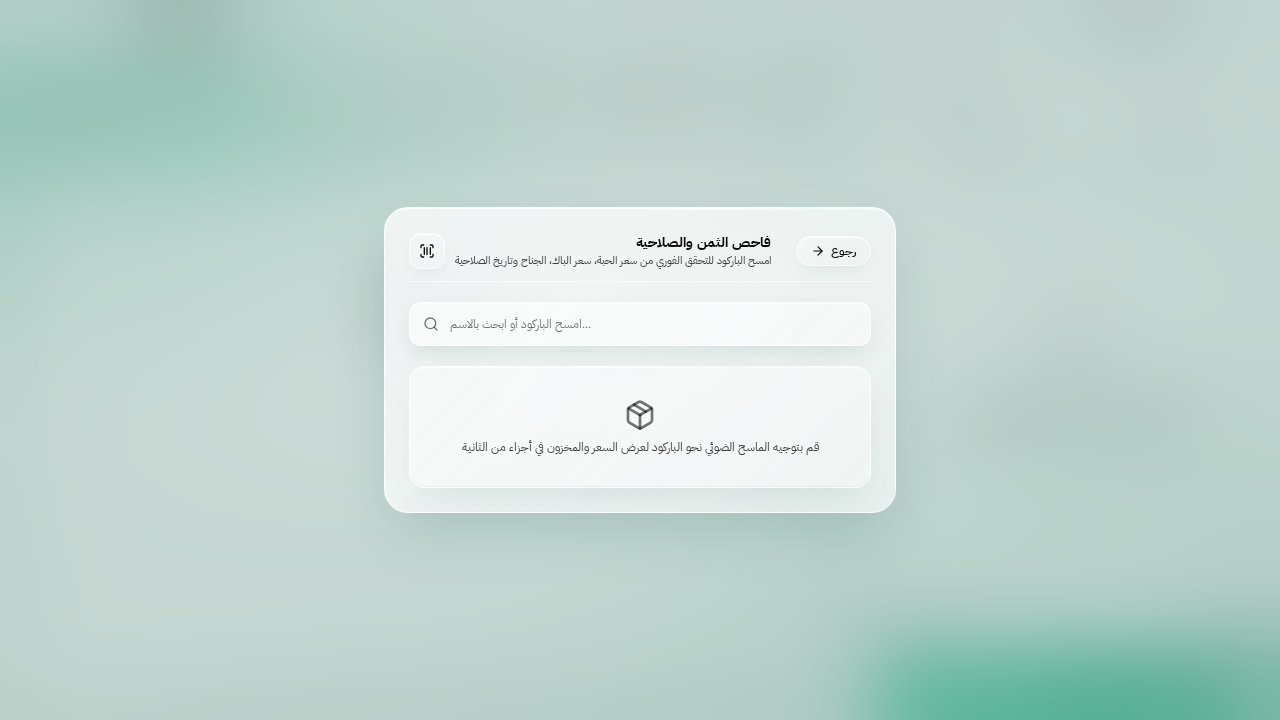 رجوع
فاحص الثمن والصلاحية
امسح الباركود للتحقق الفوري من سعر الحبة، سعر الباك، الجناح وتاريخ الصلاحية
امسح الباركود أو ابحث بالاسم...
قم بتوجيه الماسح الضوئي نحو الباركود لعرض السعر والمخزون في أجزاء من الثانية